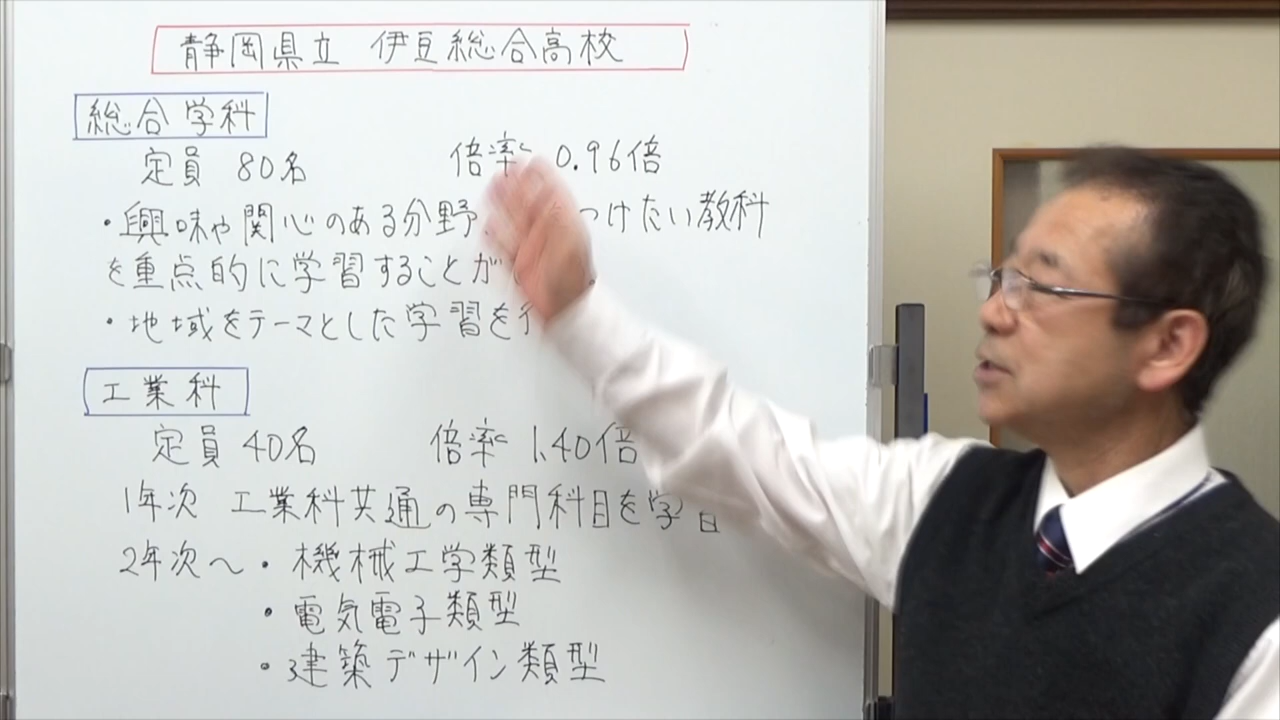 静岡県立 伊豆総合高校
総合学科
定員 80名 倍率 0.96倍
・興味や関心のある分野 つけたい教科
を重点的に学習することが
・地域をテーマとした学習を
工業科
定員 40名 倍率 1.40倍
1年次 工業科共通の専門科目を学習
2年次〜・機械工学類型
・電気電子類型
・建築デザイン類型